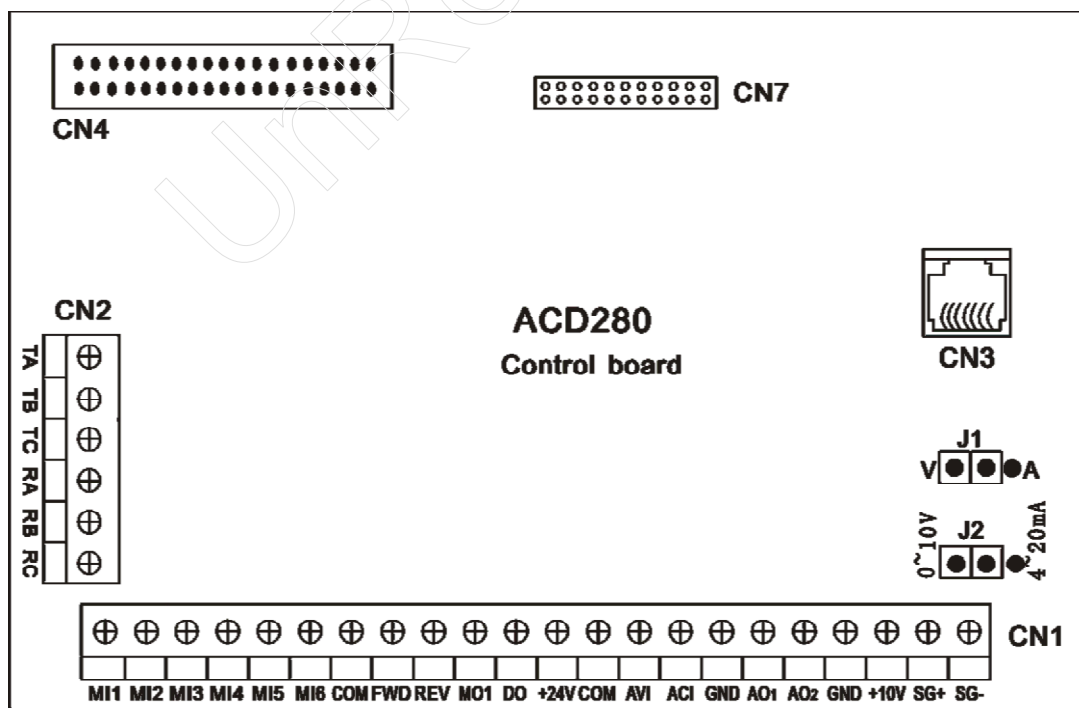 CN4
CN7
CN2
TA
TB
TC
RA
RB
RC
ACD280
Control board
CN3
J1
V A
J2
0~10V 4~20mA
CN1
MI1 MI2 MI3 MI4 MI5 MI6 COM FWD REV MO1 DO +24V COM AVI ACI GND AO1 AO2 GND +10V SG+ SG-